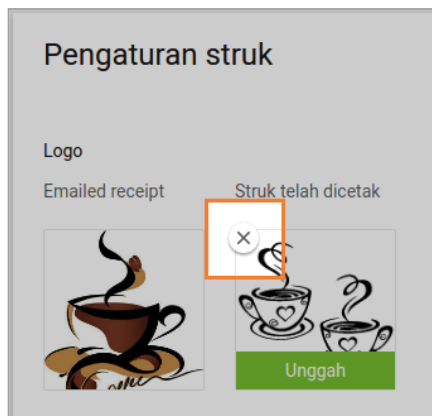 Pengaturan struk
Logo
Emailed receipt
Struk telah dicetak
Unggah